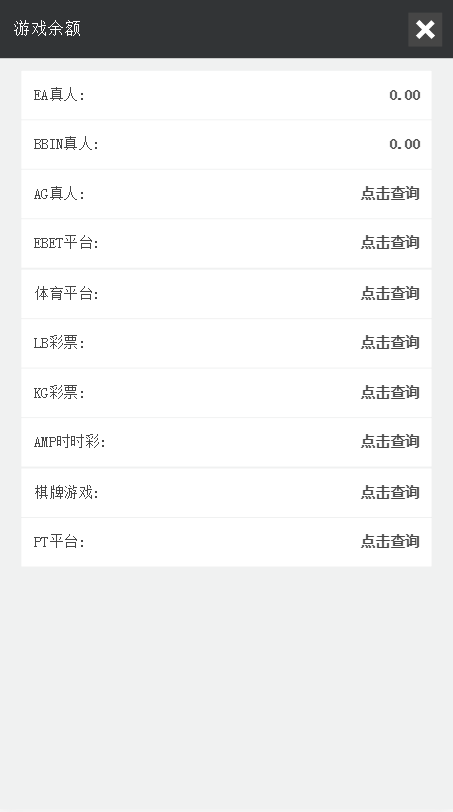 游戏余额
EA真人: 0.00
BBIN真人: 0.00
AG真人: 点击查询
EBET平台: 点击查询
体育平台: 点击查询
LB彩票: 点击查询
KG彩票: 点击查询
AMP时时彩: 点击查询
棋牌游戏: 点击查询
PT平台: 点击查询